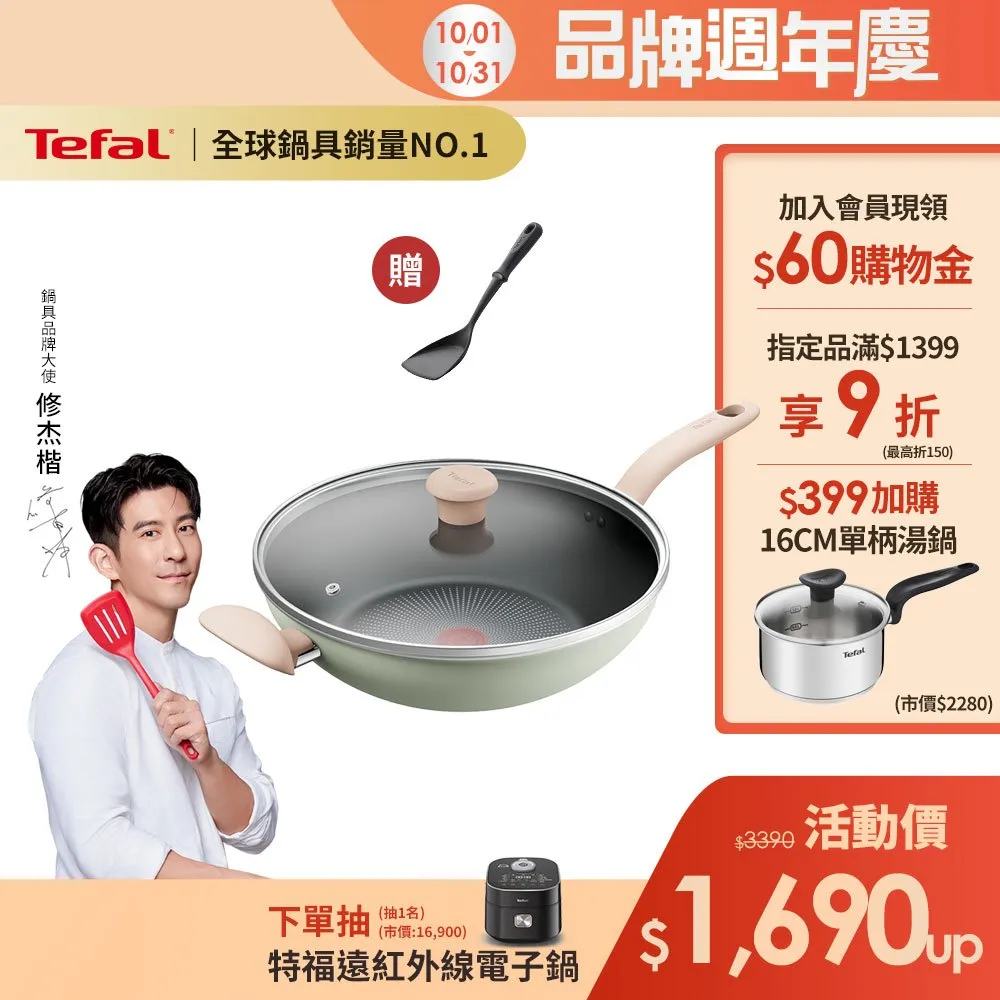 10/01
10/31
品牌週年慶
Tefal® 全球鍋具銷量NO.1
加入會員現領
$60購物金
指定品滿$1399
享9折
(最高折150)
$399加購
16CM單柄湯鍋
Tefal
(市價$2280)
贈
鍋具品牌大使
修杰楷
Tefal
$3390 活動價
$1,690up
下單抽 (抽1名)
(市價:16,900)
特福遠紅外線電子鍋
Tefal